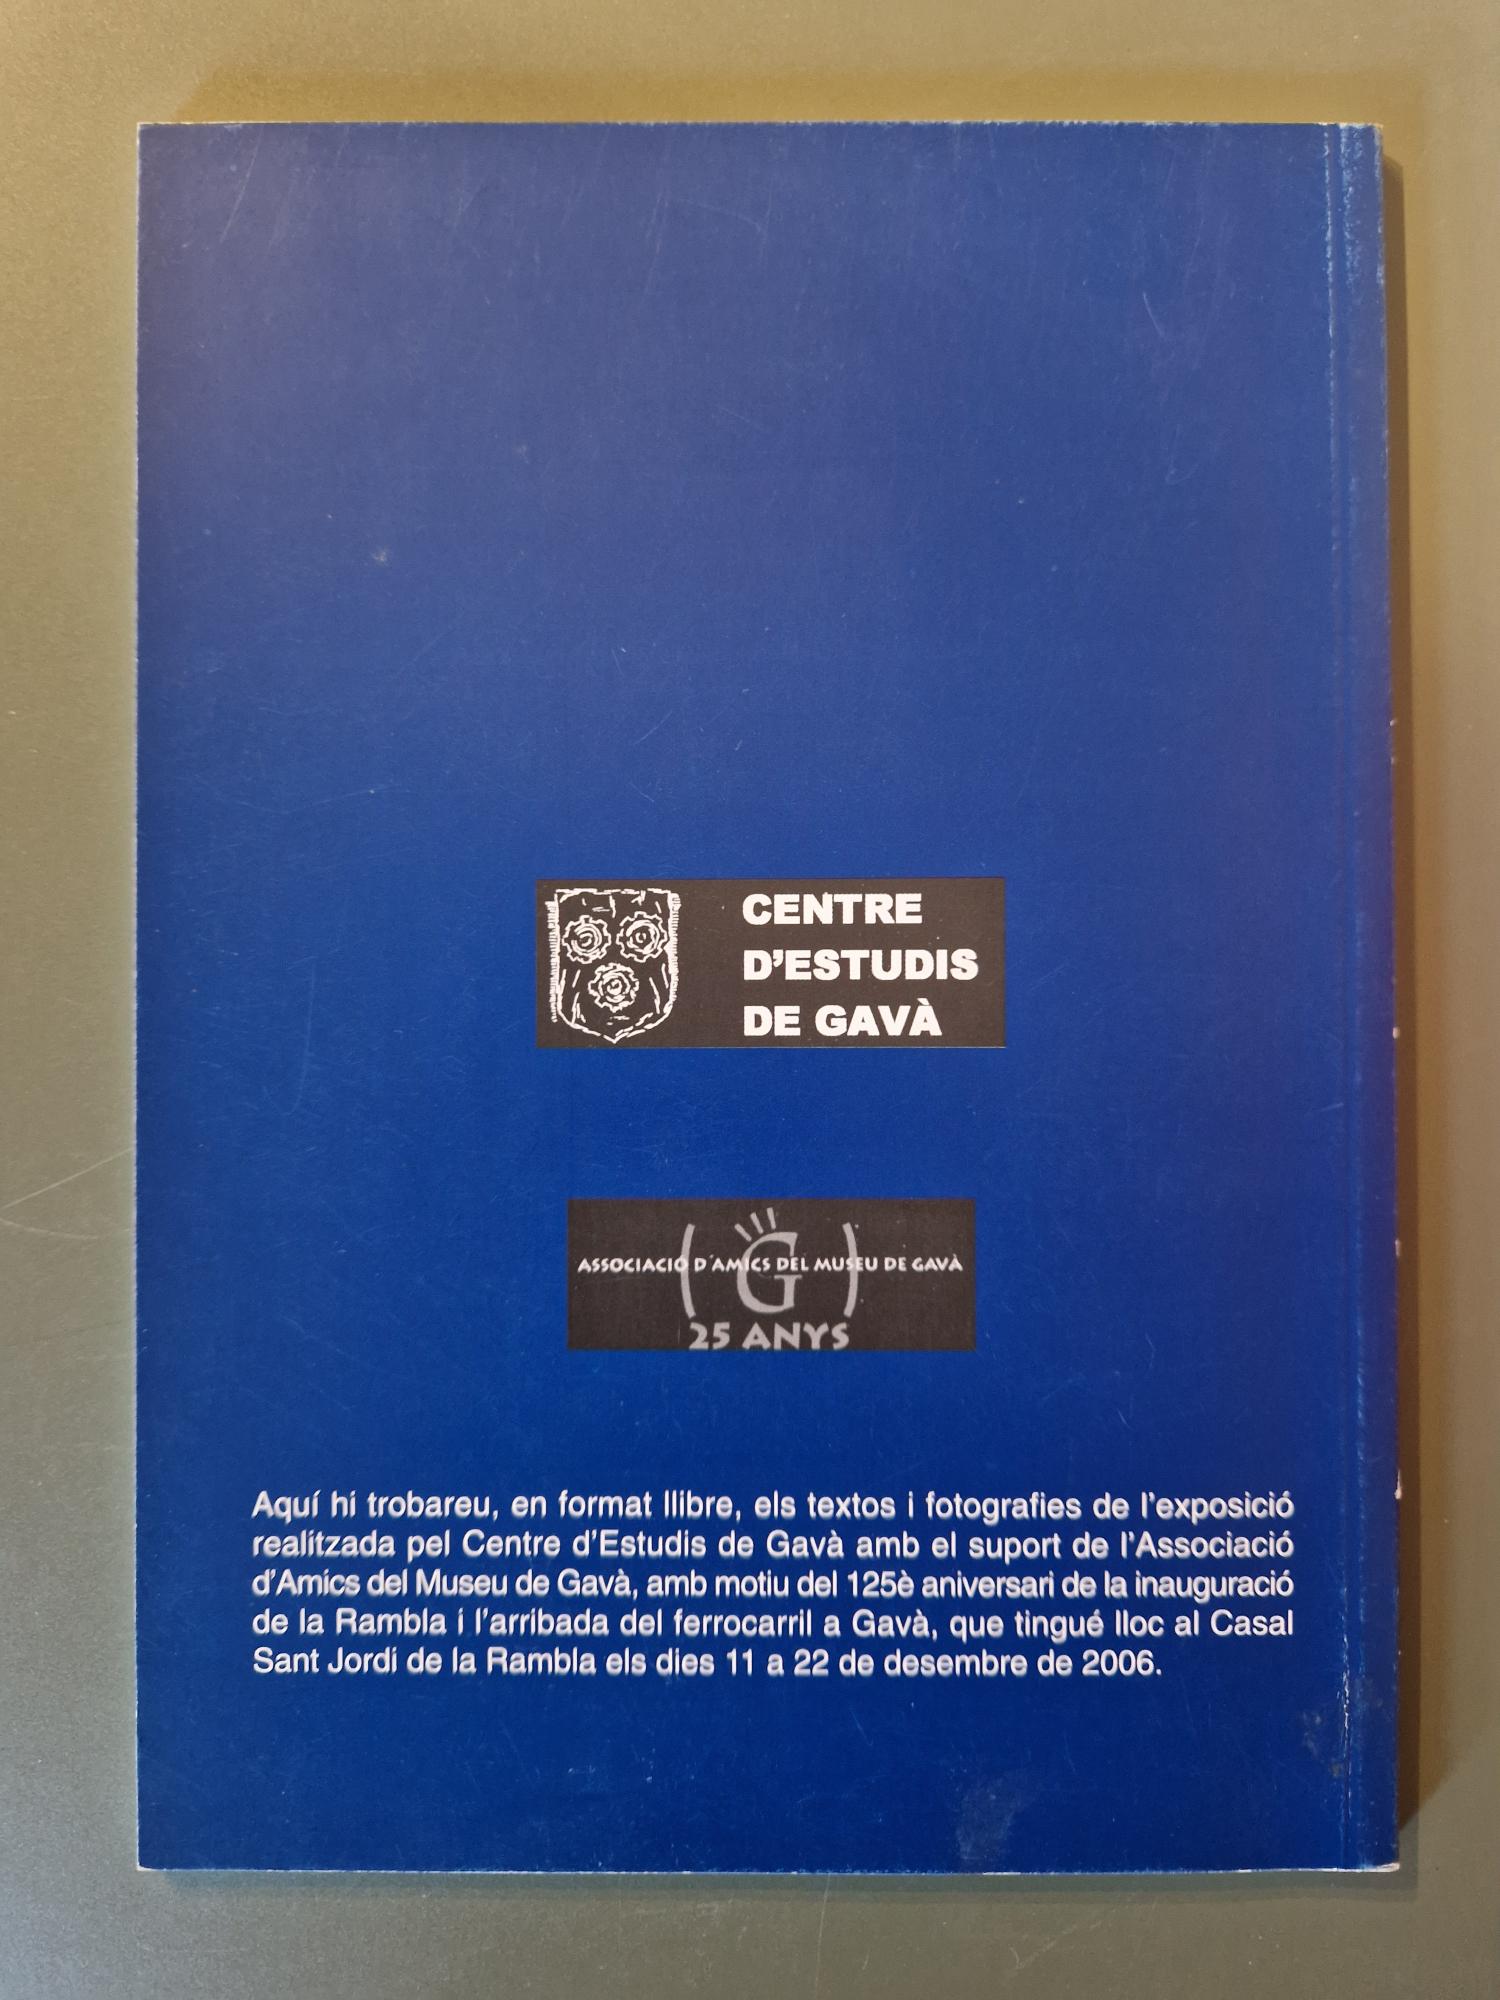 CENTRE
D'ESTUDIS
DE GAVÀ
G
ASSOCIACIÓ D'AMICS DEL MUSEU DE GAVÀ
25 ANYS
Aquí hi trobareu, en format llibre, els textos i fotografies de l'exposició
realitzada pel Centre d'Estudis de Gavà amb el suport de l'Associació
d'Amics del Museu de Gavà, amb motiu del 125è aniversari de la inauguració
de la Rambla i l'arribada del ferrocarril a Gavà, que tingué lloc al Casal
Sant Jordi de la Rambla els dies 11 a 22 de desembre de 2006.